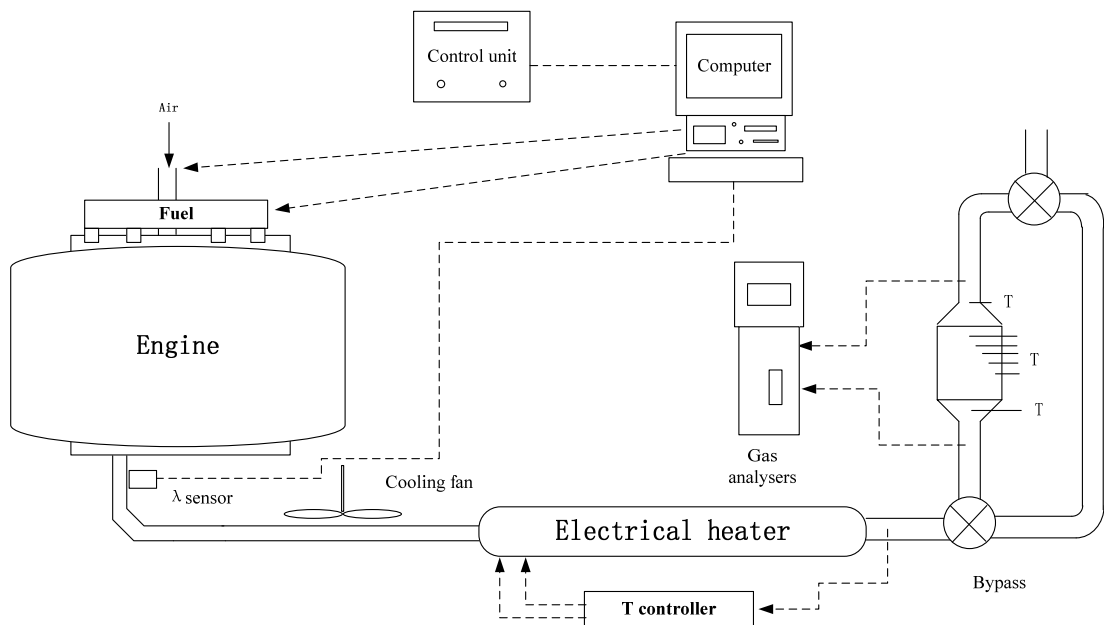 Control unit
Computer
Air
Fuel
Engine
T
T
T
Gas
analysers
λ sensor
Cooling fan
Electrical heater
Bypass
T controller